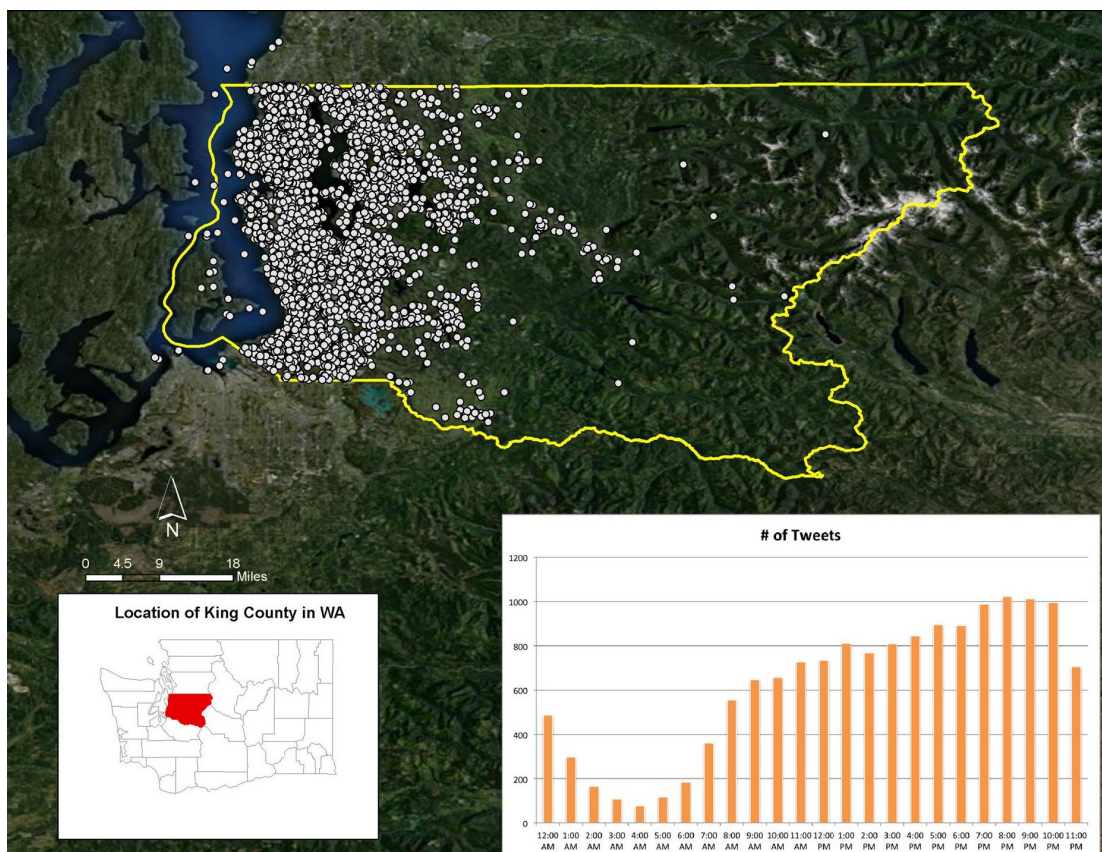 N
0 4.5 9 18
Miles
Location of King County in WA
# of Tweets
1200
1000
800
600
400
200
0
12:00 1:00 2:00 3:00 4:00 5:00 6:00 7:00 8:00 9:00 10:00 11:00 12:00 1:00 2:00 3:00 4:00 5:00 6:00 7:00 8:00 9:00 10:00 11:00
AM AM AM AM AM AM AM AM AM AM AM AM PM PM PM PM PM PM PM PM PM PM PM PM